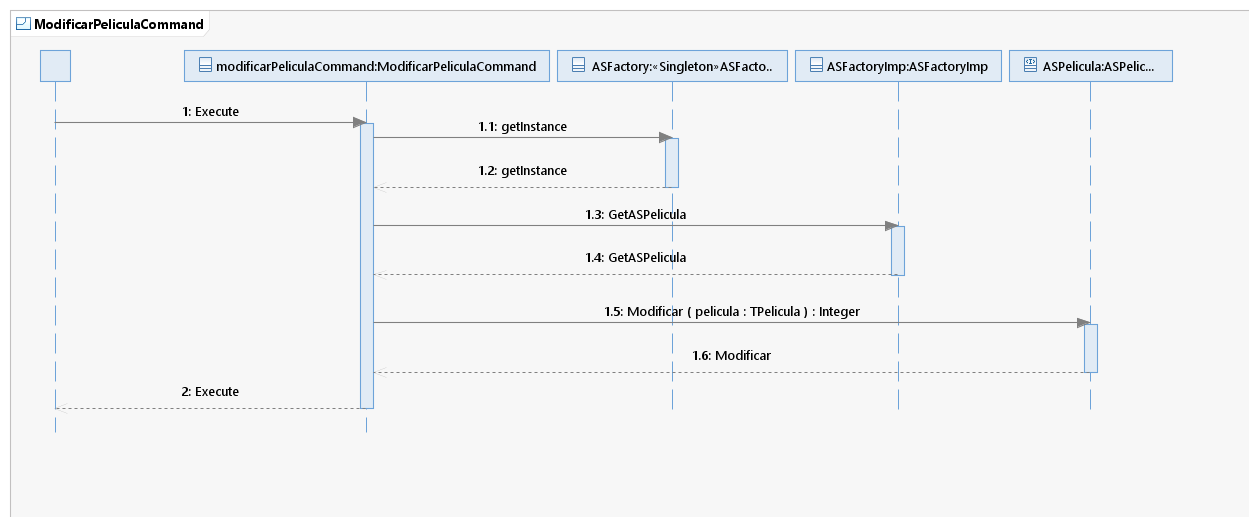 ModificarPeliculaCommand
modificarPeliculaCommand:ModificarPeliculaCommand
ASFactory:«Singleton»ASFacto..
ASFactoryImp:ASFactoryImp
ASPelicula:ASPelic...
1: Execute
1.1: getInstance
1.2: getInstance
1.3: GetASPelicula
1.4: GetASPelicula
1.5: Modificar ( pelicula : TPelicula ) : Integer
1.6: Modificar
2: Execute